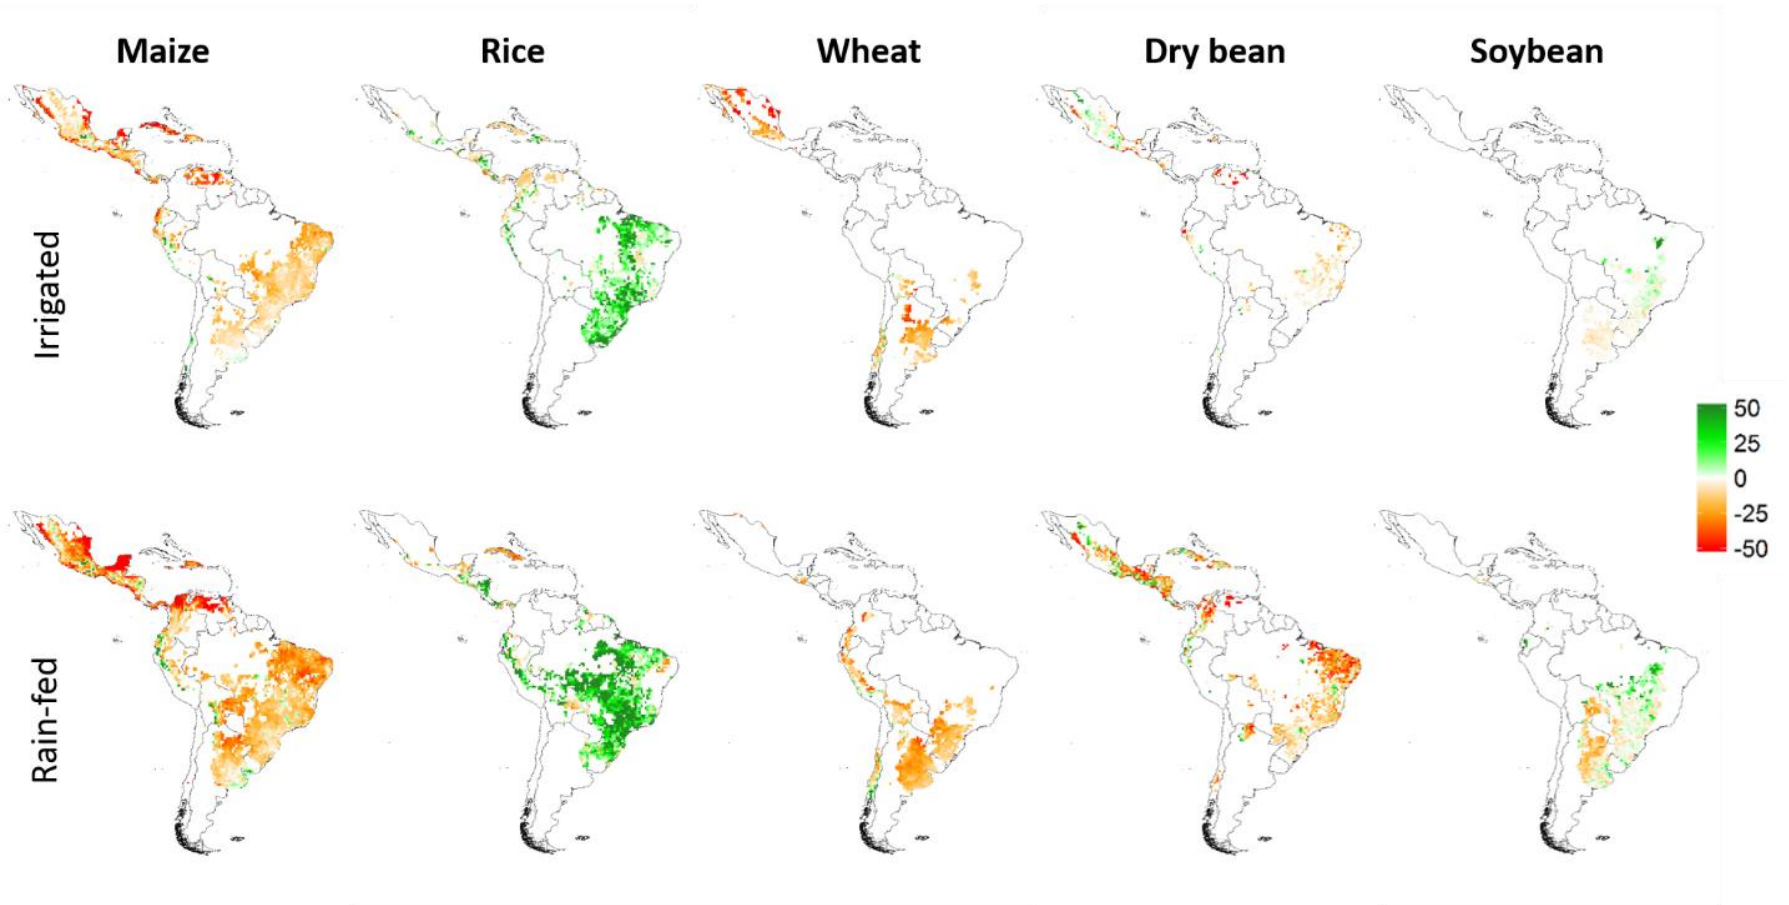 Maize
Rice
Wheat
Dry bean
Soybean
Irrigated
Rain-fed
50
25
0
-25
-50